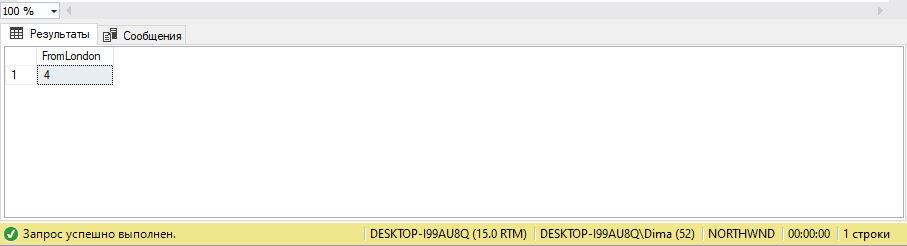 100 %
Результаты Сообщения
FromLondon
1 4
Запрос успешно выполнен. DESKTOP-I99AU8Q (15.0 RTM) DESKTOP-I99AU8Q\Dima (52) NORTHWND 00:00:00 1 строки